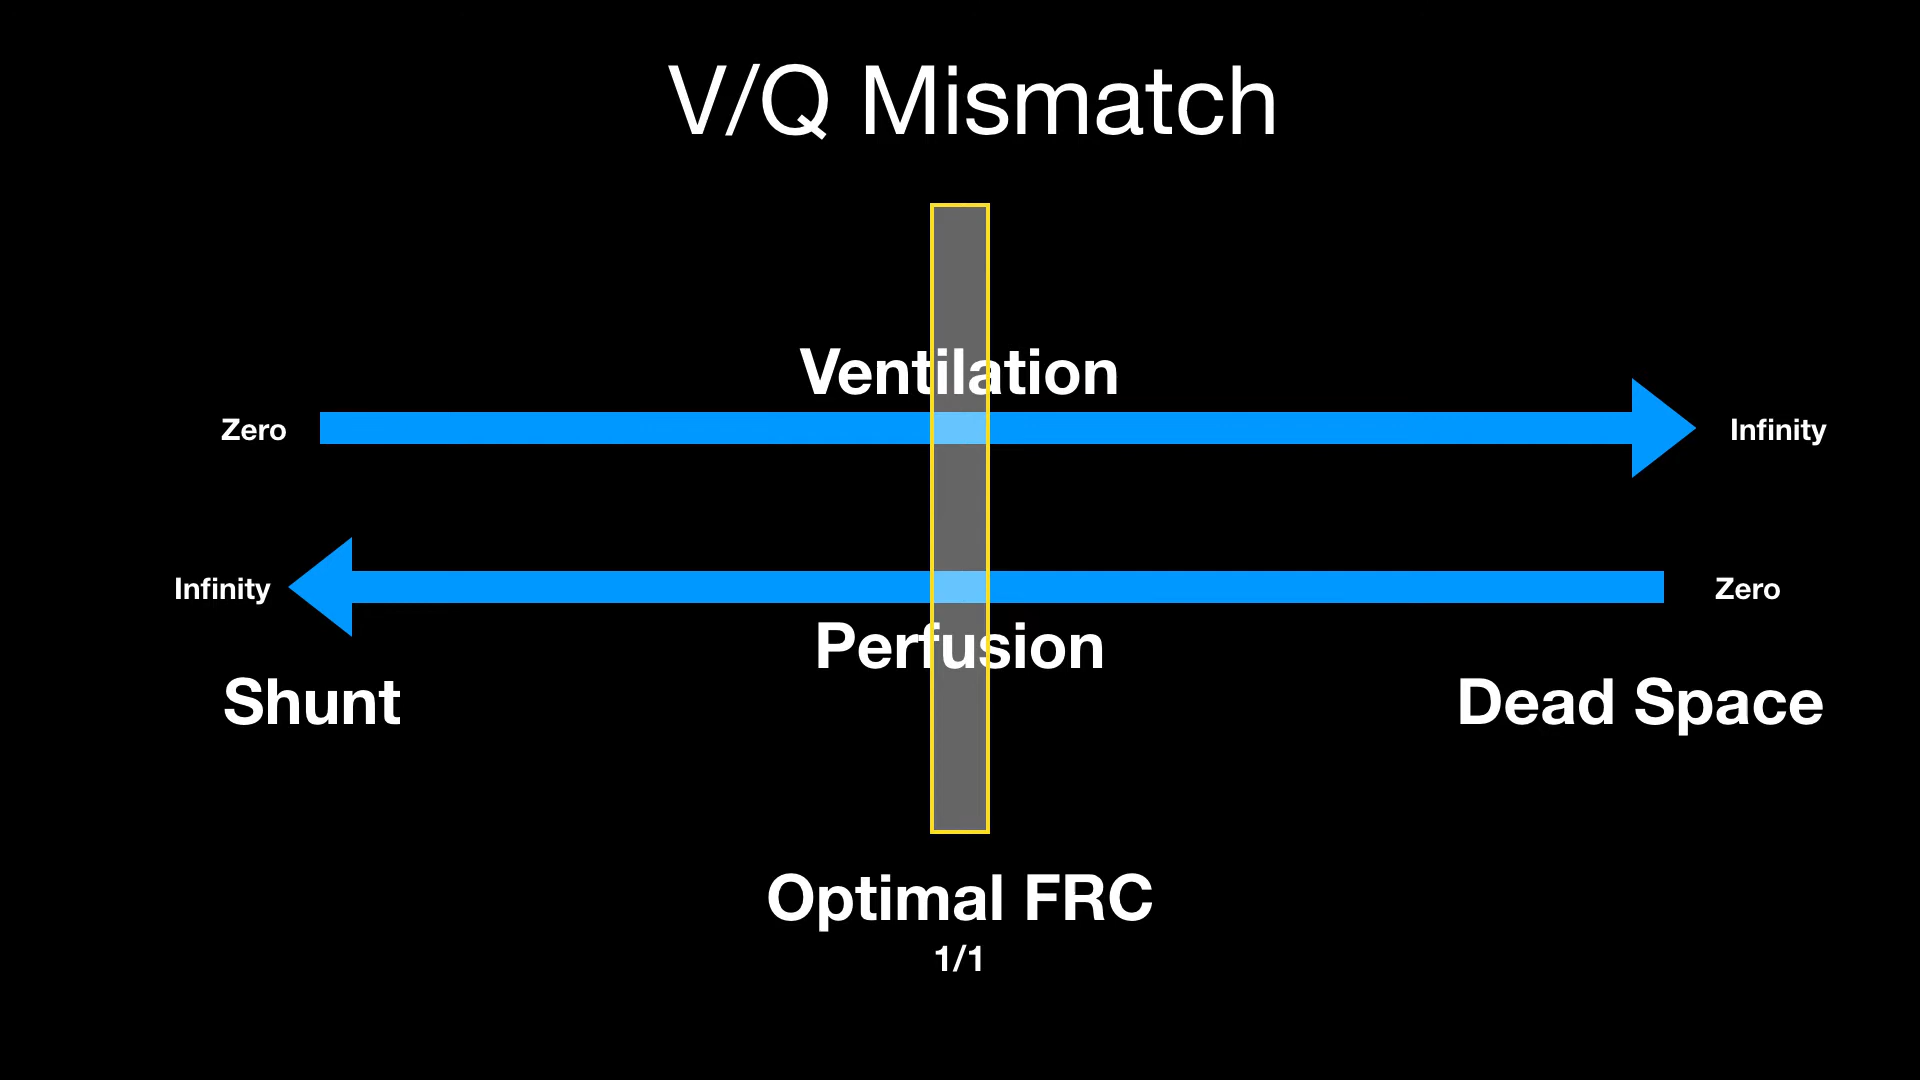 V/Q Mismatch
Ventilation
Zero
Infinity
Infinity
Zero
Perfusion
Shunt
Dead Space
Optimal FRC
1/1